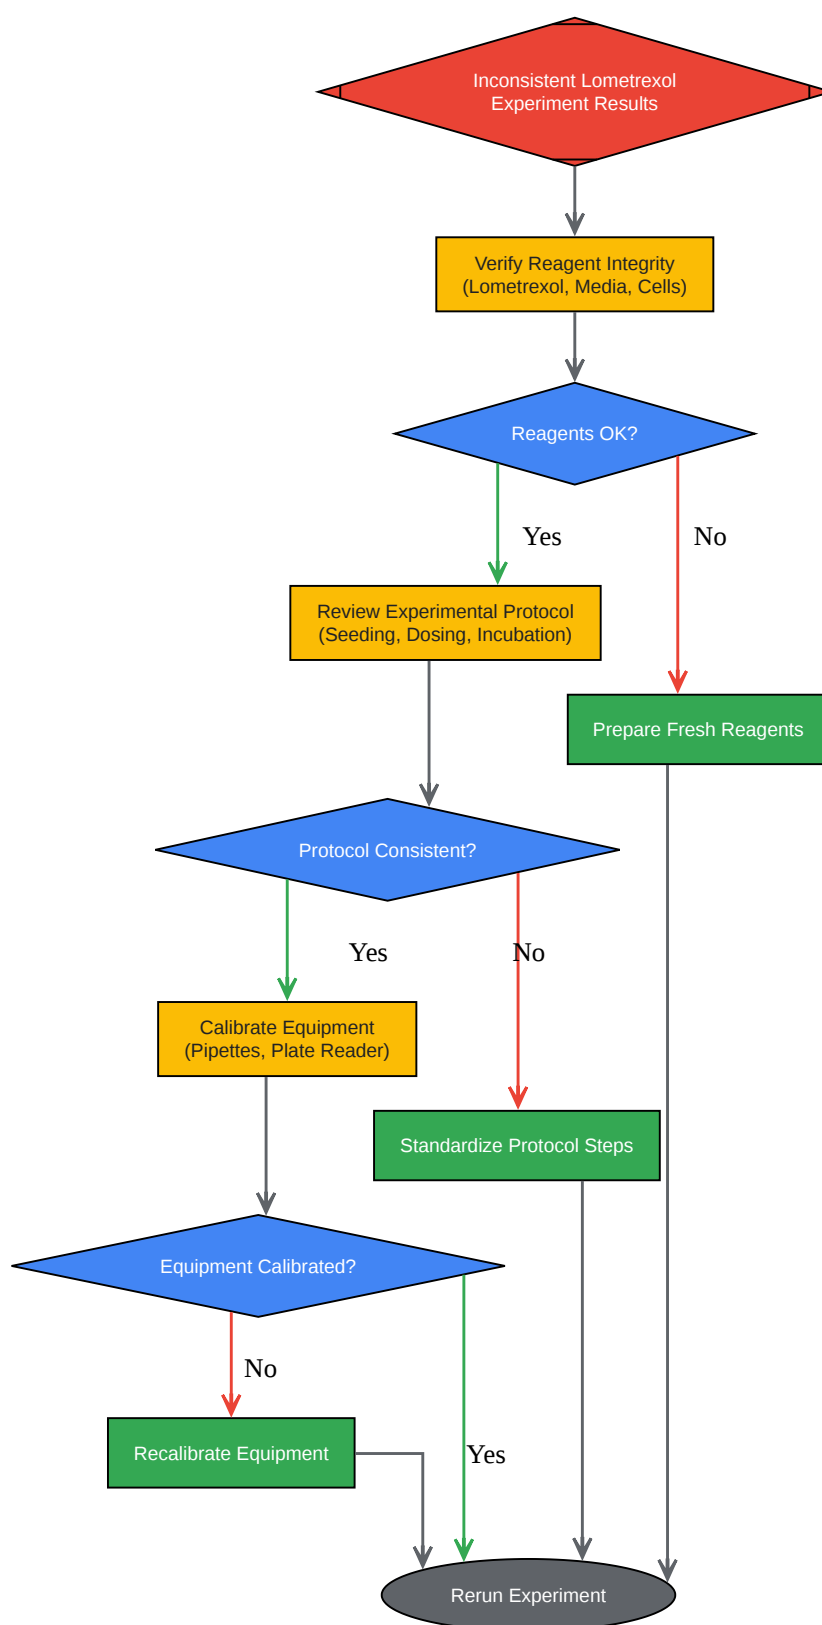 Inconsistent Lometrexol
Experiment Results
Verify Reagent Integrity
(Lometrexol, Media, Cells)
Reagents OK?
Yes
No
Review Experimental Protocol
(Seeding, Dosing, Incubation)
Prepare Fresh Reagents
Protocol Consistent?
Yes
No
Calibrate Equipment
(Pipettes, Plate Reader)
Standardize Protocol Steps
Equipment Calibrated?
No
Recalibrate Equipment
Yes
Rerun Experiment